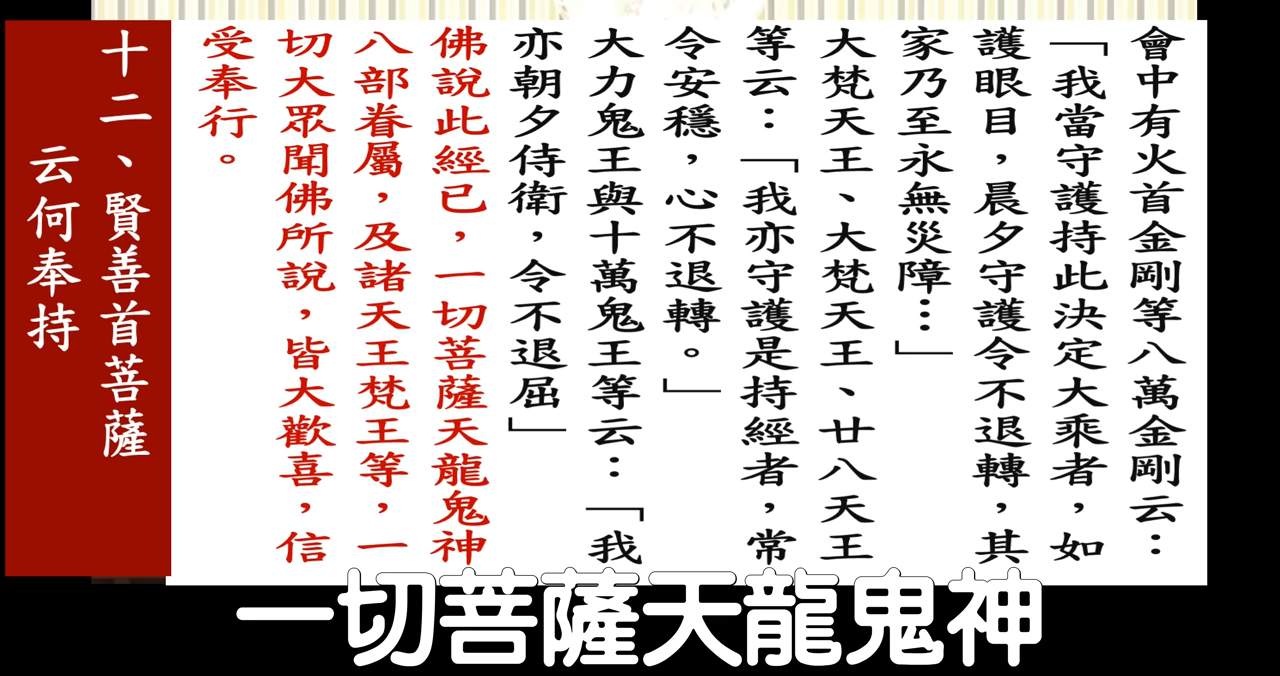 會中有火首金剛等八萬金剛云：
「我當守護持此決定大乘者，如
護眼目，晨夕守護令不退轉，其
家乃至永無災障…」
大梵天王、大梵天王、廿八天王
等云：「我亦守護是持經者，常
令安穩，心不退轉。」
大力鬼王與十萬鬼王等云：「我
亦朝夕侍衛，令不退屈」
佛說此經已，一切菩薩天龍鬼神
八部眷屬，及諸天王梵王等，一
切大眾聞佛所說，皆大歡喜，信
受奉行。
十二、賢善首菩薩
云何奉持
一切菩薩天龍鬼神